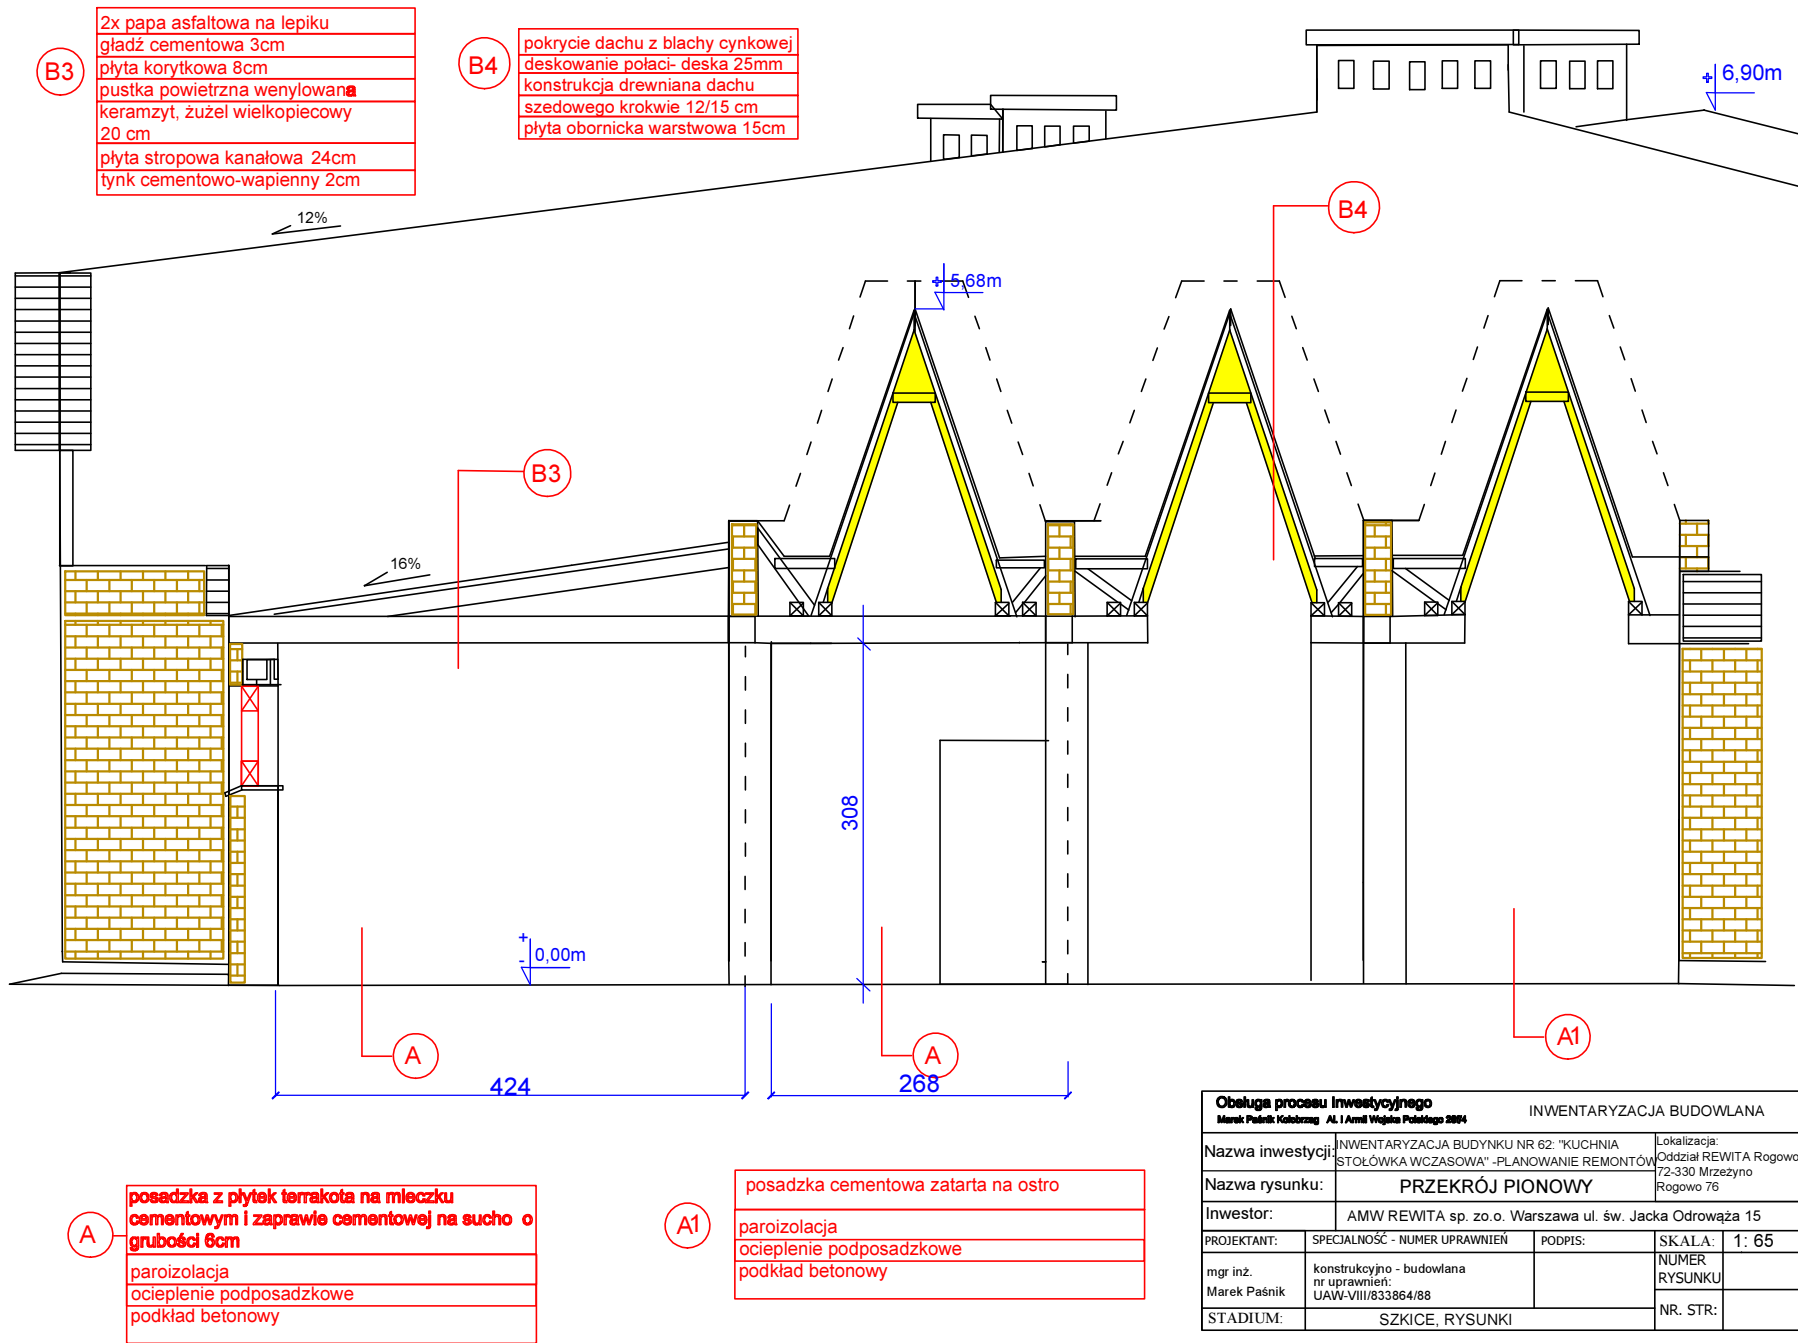 2x papa asfaltowa na lepiku
gładź cementowa 3cm
płyta korytkowa 8cm
pustka powietrzna wenylowana
keramzyt, żużel wielkopiecowy
20 cm
płyta stropowa kanałowa 24cm
tynk cementowo-wapienny 2cm
B3
B4
pokrycie dachu z blachy cynkowej
deskowanie połaci- deska 25mm
konstrukcja drewniana dachu
szedowego krokwie 12/15 cm
płyta obornicka warstwowa 15cm
+ 6,90m
12%
B4
+ 5,68m
B3
16%
308
+
- 0,00m
A
A
A1
424
268
A
posadzka z płytek terrakota na mleczku
cementowym i zaprawie cementowej na sucho o
grubości 6cm
paroizolacja
ocieplenie podposadzkowe
podkład betonowy
A1
posadzka cementowa zatarta na ostro
paroizolacja
ocieplenie podposadzkowe
podkład betonowy
Obsługa procesu inwestycyjnego
Marek Paśnik Kołobrzeg Al. I Armii Wojska Polskiego
INWENTARYZACJA BUDOWLANA
Nazwa inwestycji:
INWENTARYZACJA BUDYNKU NR 62: "KUCHNIA
STOŁÓWKA WCZASOWA" -PLANOWANIE REMONTÓW
Lokalizacja:
Oddział REWITA Rogowo
72-330 Mrzeżyno
Rogowo 76
Nazwa rysunku:
PRZEKRÓJ PIONOWY
Inwestor:
AMW REWITA sp. zo.o. Warszawa ul. św. Jacka Odrowąża 15
PROJEKTANT:
SPECJALNOŚĆ - NUMER UPRAWNIEŃ
PODPIS:
SKALA:
1: 65
mgr inż.
Marek Paśnik
konstrukcyjno - budowlana
nr uprawnień:
UAW-VIII/833864/88
NUMER
RYSUNKU
STADIUM:
SZKICE, RYSUNKI
NR. STR: